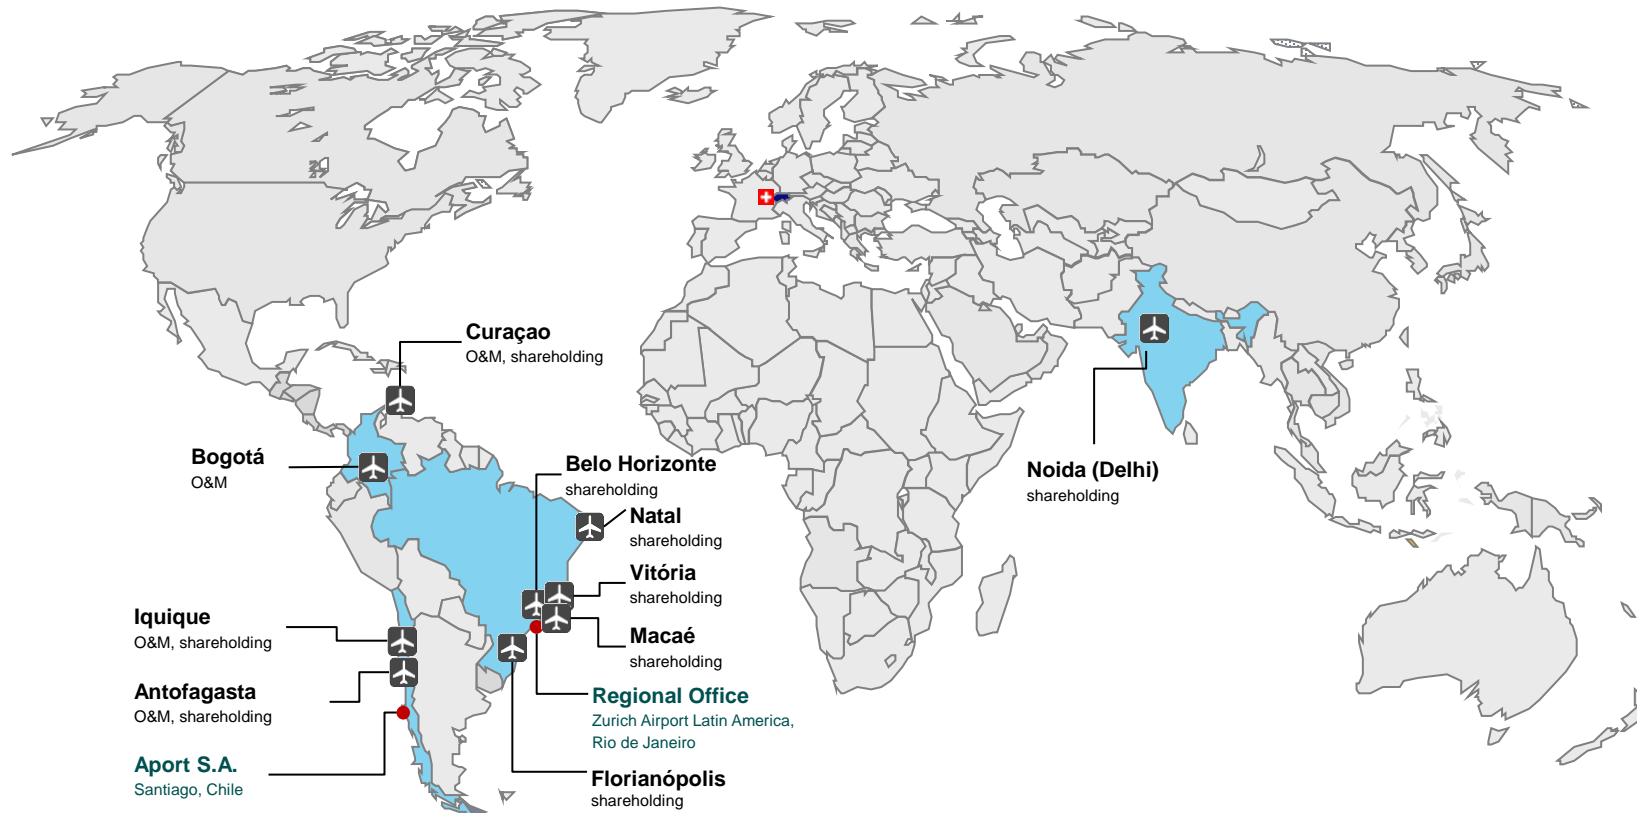 Curaçao
O&M, shareholding
Bogotá
O&M
Belo Horizonte
shareholding
Natal
shareholding
Vitória
shareholding
Macaé
shareholding
Noida (Delhi)
shareholding
Iquique
O&M, shareholding
Antofagasta
O&M, shareholding
Aport S.A.
Santiago, Chile
Regional Office
Zurich Airport Latin America,
Rio de Janeiro
Florianópolis
shareholding